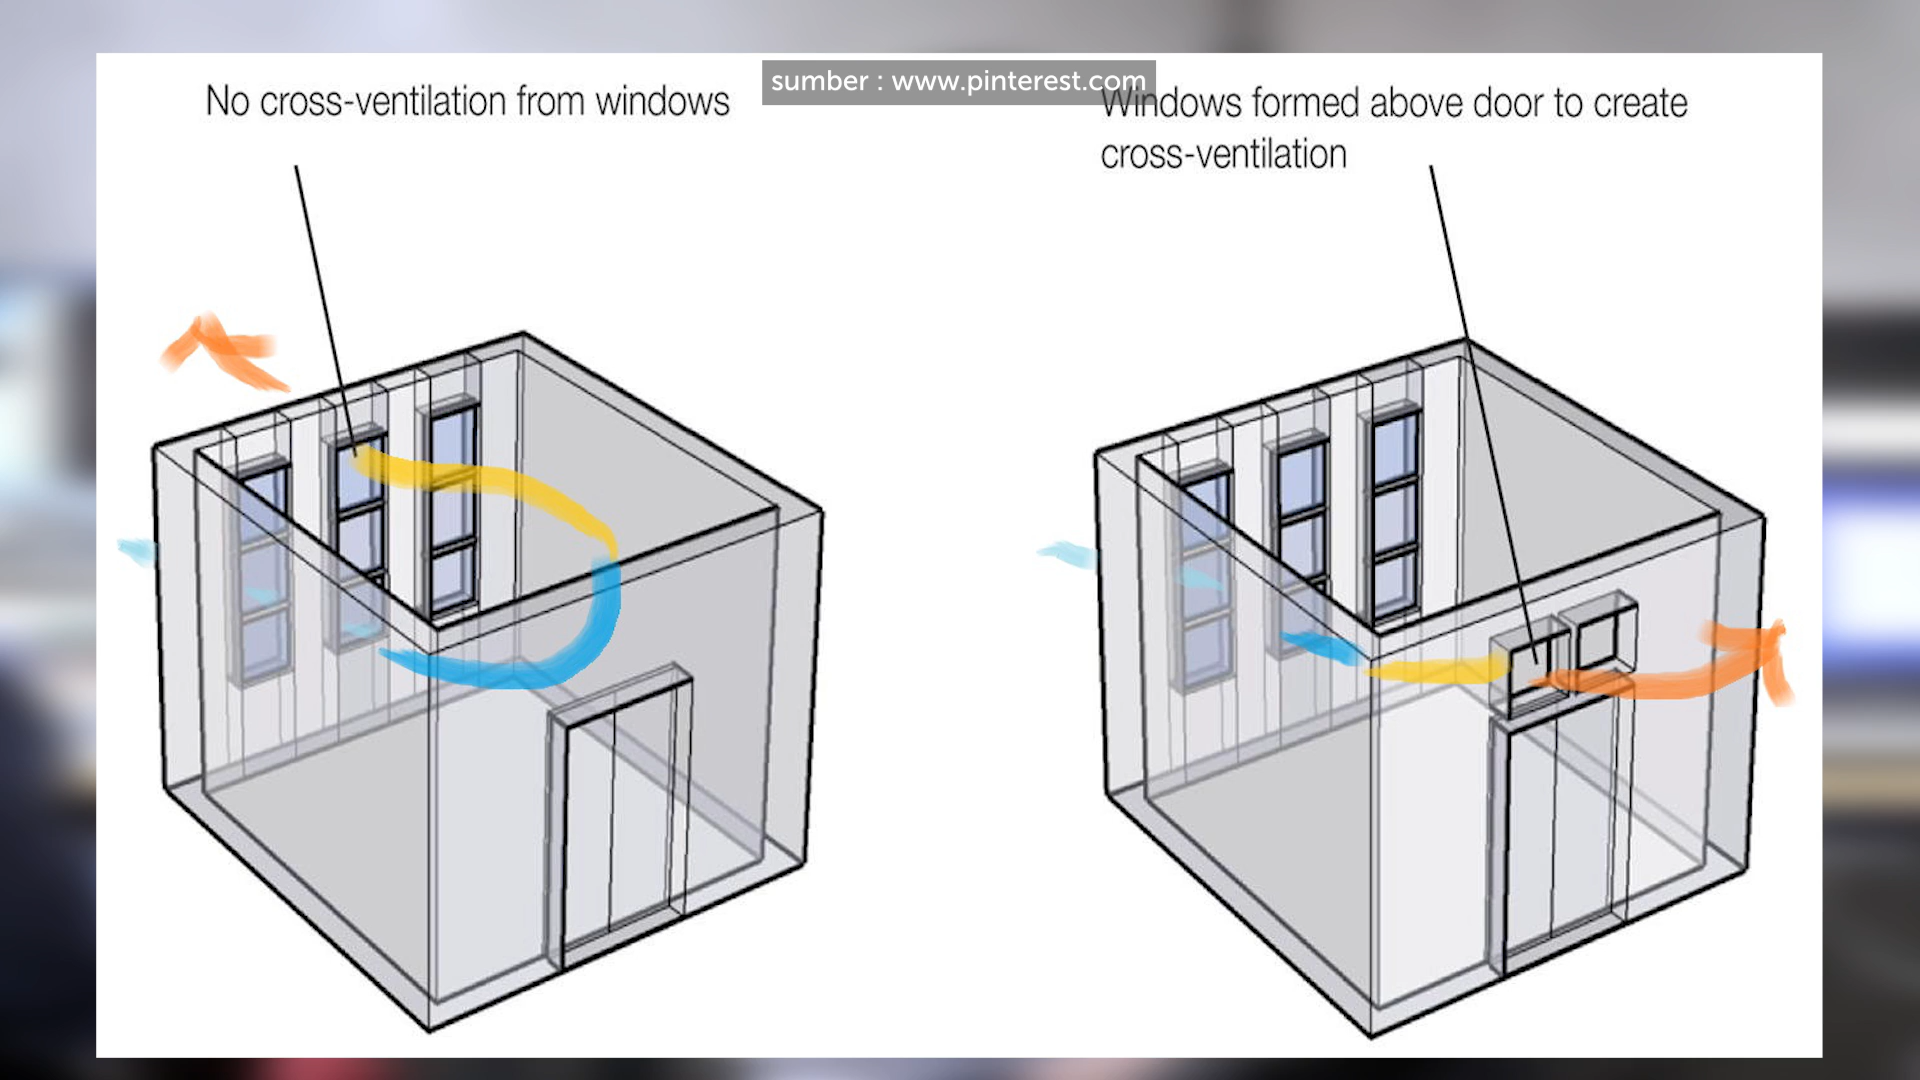 sumber : www.pinterest.com
No cross-ventilation from windows
Windows formed above door to create
cross-ventilation